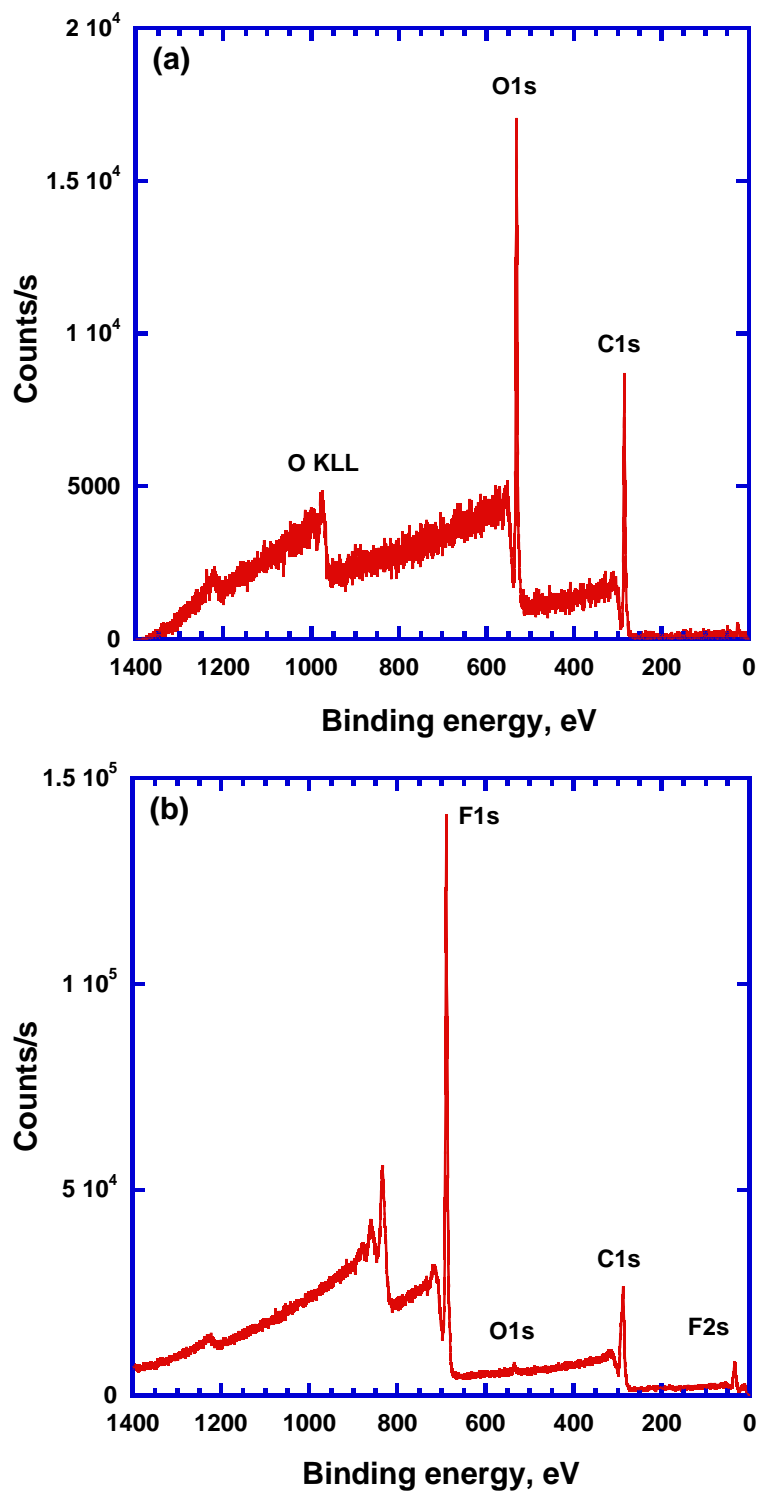 2 10⁴
(a)
O1s
1.5 10⁴
C1s
1 10⁴
Counts/s
O KLL
5000
0
1400 1200 1000 800 600 400 200 0
Binding energy, eV
1.5 10⁵
(b)
F1s
1 10⁵
Counts/s
5 10⁴
C1s
O1s
F2s
0
1400 1200 1000 800 600 400 200 0
Binding energy, eV